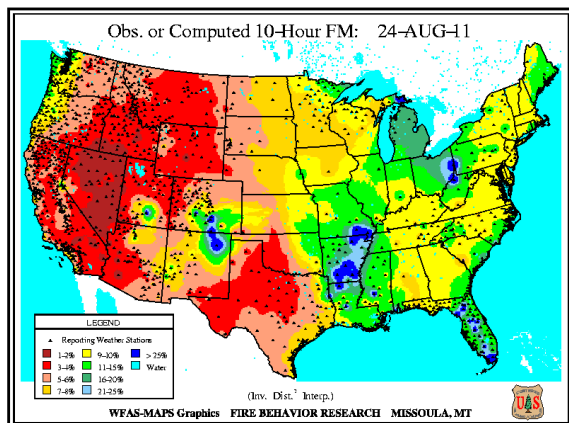 Obs. or Computed 10-Hour FM: 24-AUG-11
LEGEND
Reporting Weather Stations
1-2%
3-4%
5-6%
7-8%
9-10%
11-15%
16-20%
21-25%
> 25%
Water
(Inv. Dist.² Interp.)
WFAS-MAPS Graphics FIRE BEHAVIOR RESEARCH MISSOULA, MT
U S